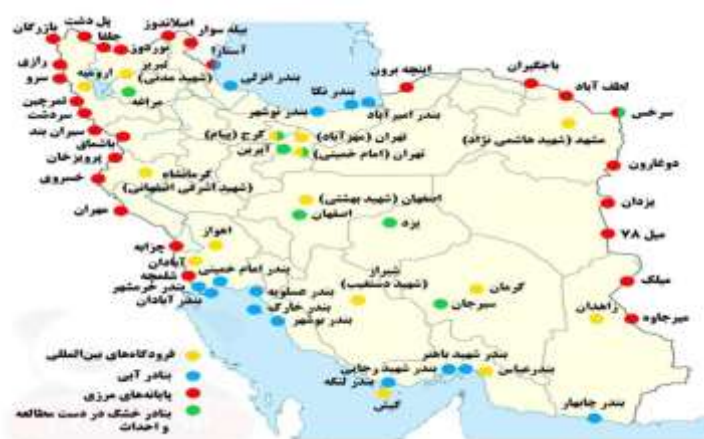 بازرگان
پل دشت
جلفا
نوردوز
اصلاندوز
بیله سوار
آستارا
رازی
سرو
ارومیه
تبریز
(شهید مدنی)
مراغه
تمرچین
سردشت
سیران بند
باشماق
پرویزخان
خسروی
مهران
کرمانشاه
(شهید اشرفی اصفهانی)
بندر انزلی
بندر نوشهر
بندر نکا
بندر امیرآباد
اینچه برون
باجگیران
لطف آباد
سرخس
مشهد (شهید هاشمی نژاد)
دوغارون
یزدان
میل ۷۸
میلک
میرجاوه
زاهدان
کرج (پیام)
تهران (مهرآباد)
آپرین
تهران (امام خمینی)
اصفهان (شهید بهشتی)
اصفهان
یزد
چزابه
اهواز
آبادان
شلمچه
بندر امام خمینی
بندر خرمشهر
بندر آبادان
بندر عسلویه
بندر خارک
بندر بوشهر
شیراز
(شهید دستغیب)
کرمان
سیرجان
بندر شهید باهنر
بندر شهید رجایی
بندر لنگه
کیش
بندرعباس
بندر چابهار
فرودگاه‌های بین‌المللی
بنادر آبی
پایانه‌های مرزی
بنادر خشک در دست مطالعه
و احداث